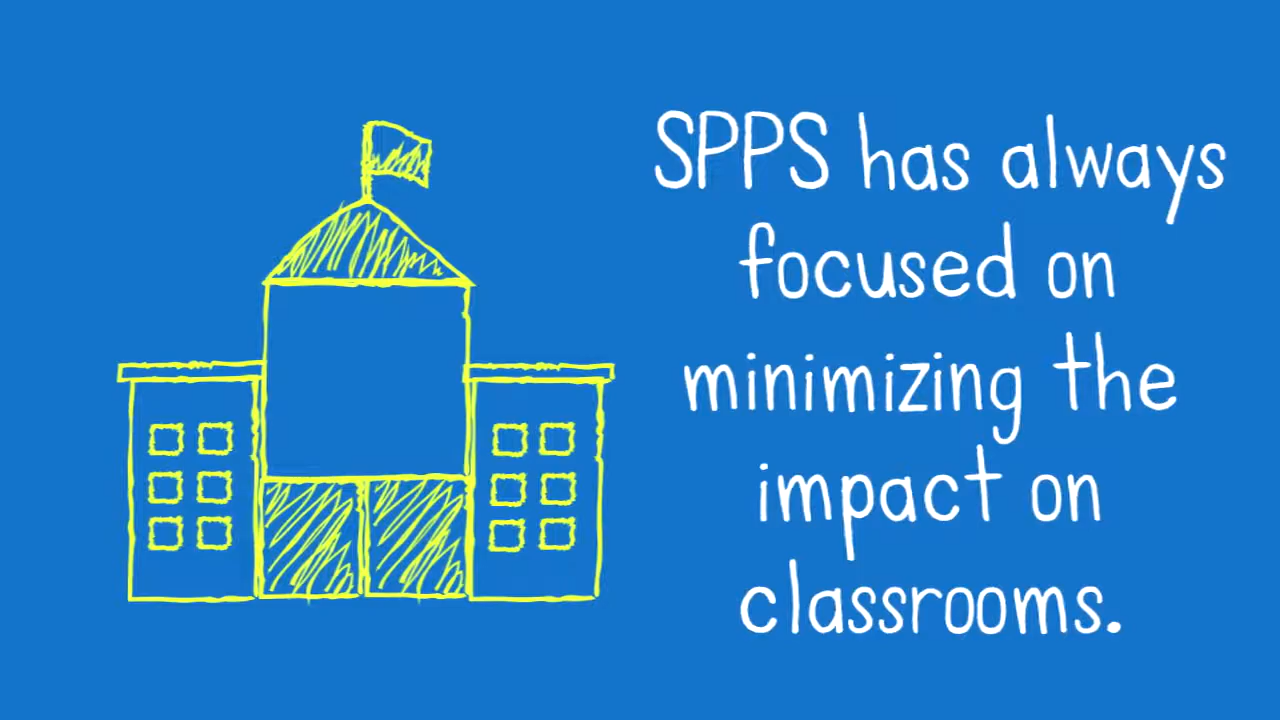 SPPS has always
focused on
minimizing the
impact on
classrooms.